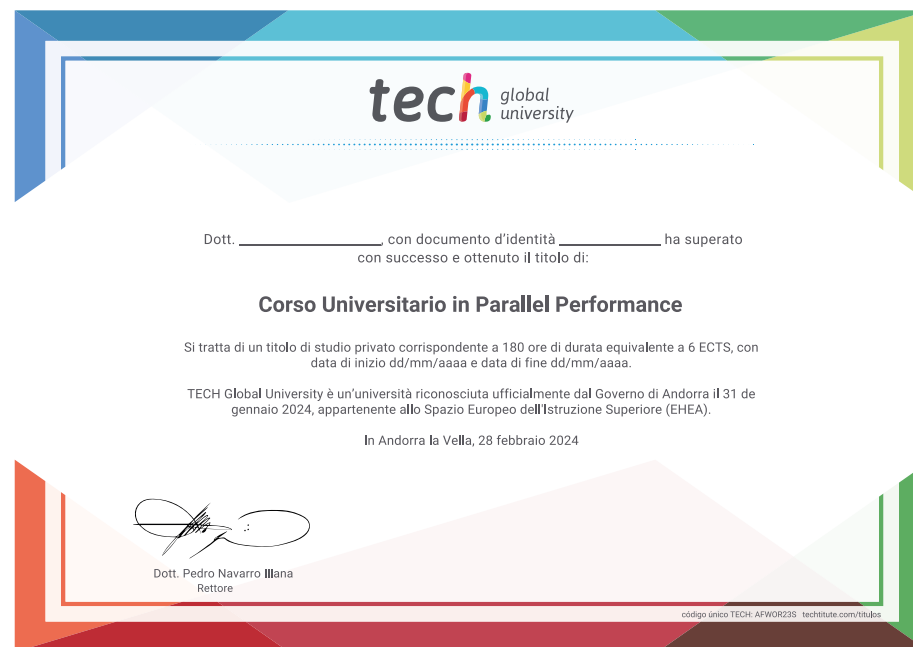 tech global university
Dott. ____________________, con documento d'identità ______________ ha superato
con successo e ottenuto il titolo di:
Corso Universitario in Parallel Performance
Si tratta di un titolo di studio privato corrispondente a 180 ore di durata equivalente a 6 ECTS, con
data di inizio dd/mm/aaaa e data di fine dd/mm/aaaa.
TECH Global University è un'università riconosciuta ufficialmente dal Governo di Andorra il 31 de
gennaio 2024, appartenente allo Spazio Europeo dell'Istruzione Superiore (EHEA).
In Andorra la Vella, 28 febbraio 2024
Dott. Pedro Navarro Illana
Rettore
código único TECH: AFWOR23S techtitute.com/titulos